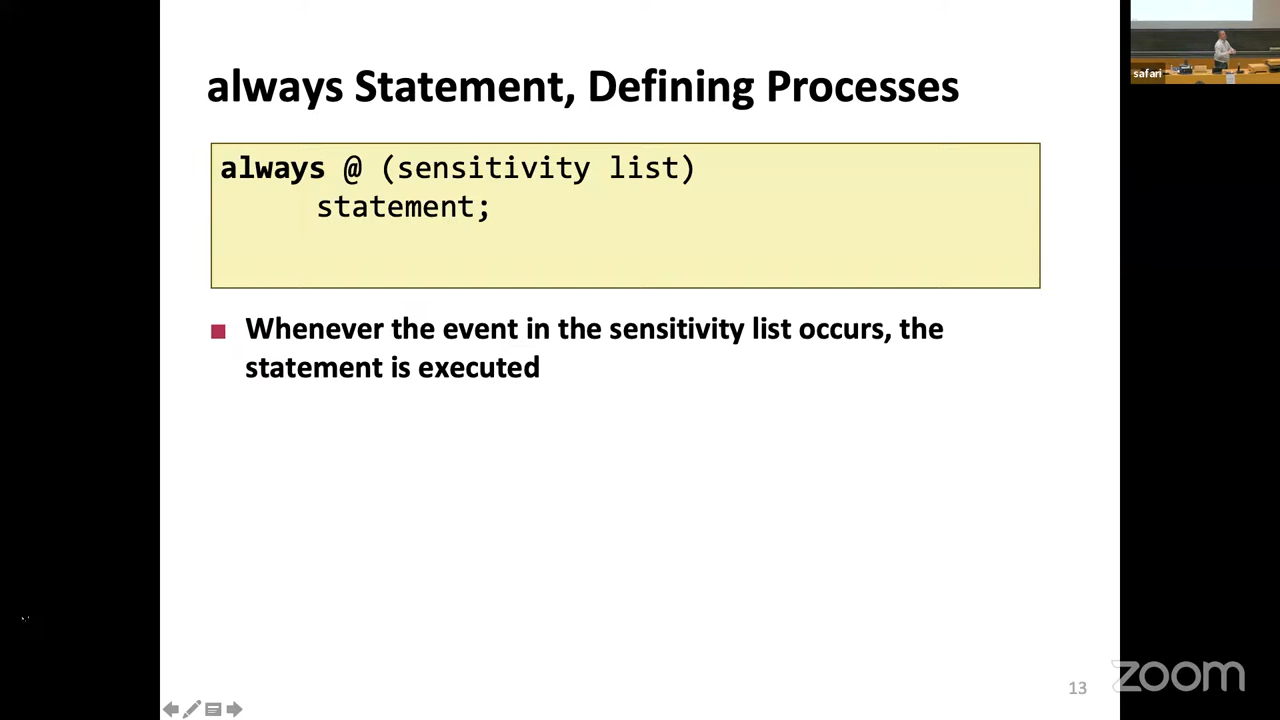 always Statement, Defining Processes
always @ (sensitivity list)
statement;
Whenever the event in the sensitivity list occurs, the
statement is executed
safari
13
zoom